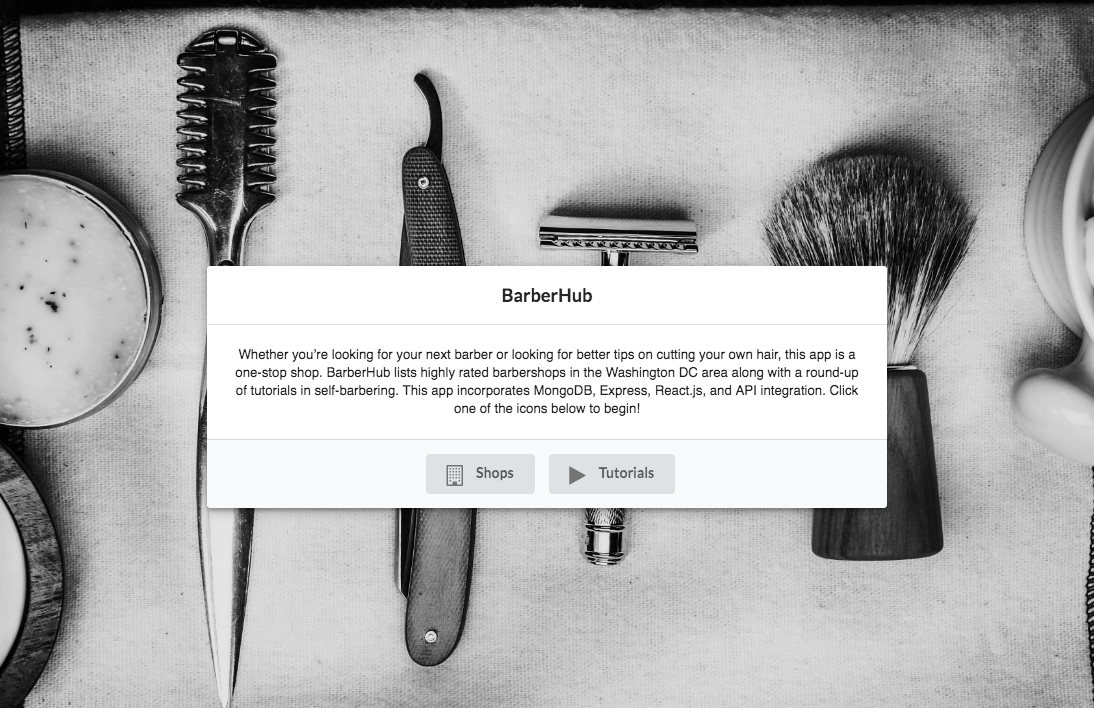 BarberHub
Whether you're looking for your next barber or looking for better tips on cutting your own hair, this app is a
one-stop shop. BarberHub lists highly rated barbershops in the Washington DC area along with a round-up
of tutorials in self-barbering. This app incorporates MongoDB, Express, React.js, and API integration. Click
one of the icons below to begin!
Shops
Tutorials